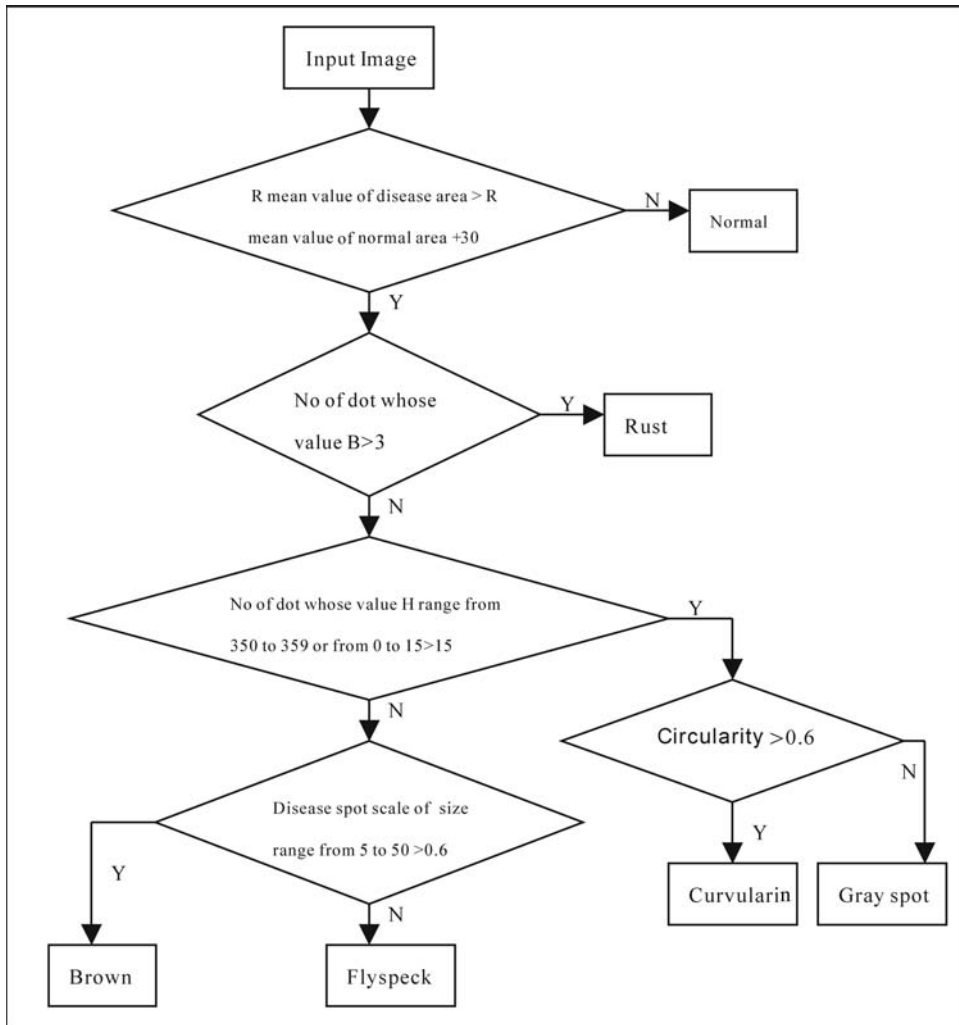 Input Image
R mean value of disease area > R
mean value of normal area +30
N
Normal
Y
No of dot whose
value B>3
Y
Rust
N
No of dot whose value H range from
350 to 359 or from 0 to 15>15
Y
N
Circularity >0.6
N
Y
Disease spot scale of size
range from 5 to 50 >0.6
Y
N
Curvularin
Gray spot
Brown
Flyspeck